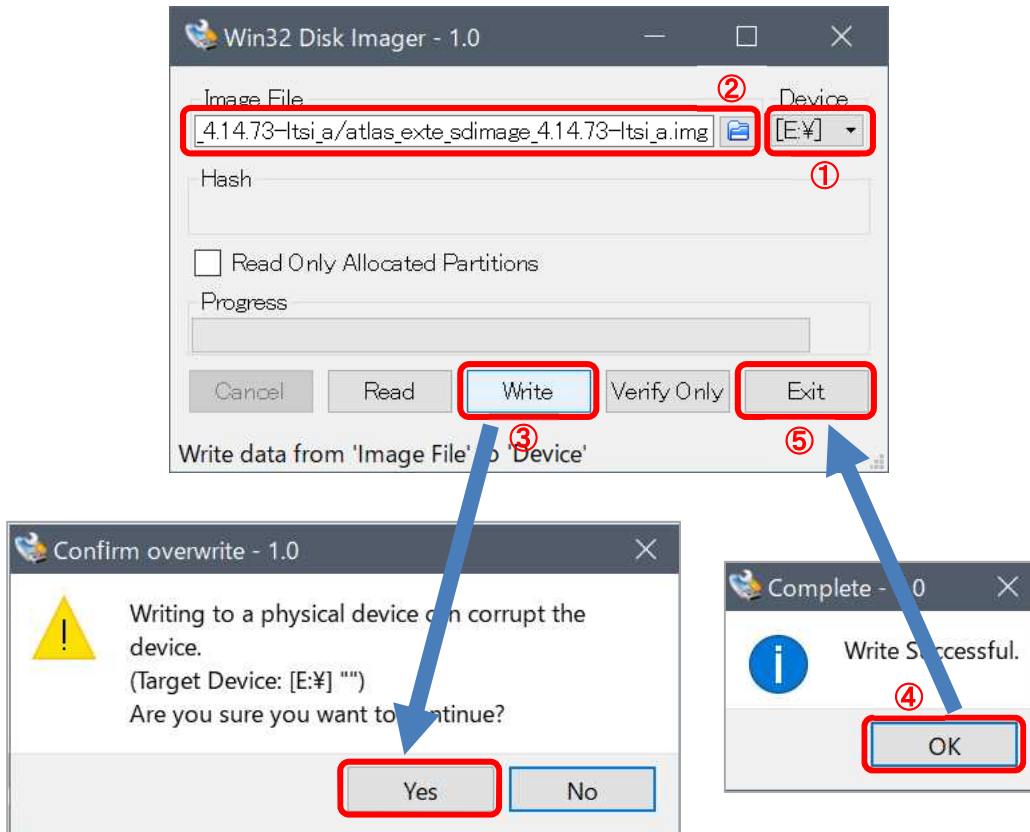 Win32 Disk Imager - 1.0
Image File
②
Device
_4.14.73-ltsi_a/atlas_exte_sdimage_4.14.73-ltsi_a.img
[E:¥]
①
Hash
Read Only Allocated Partitions
Progress
Cancel
Read
Write
Verify Only
Exit
③
⑤
Write data from 'Image File' to 'Device'
Confirm overwrite - 1.0
Writing to a physical device can corrupt the
device.
(Target Device: [E:¥] "")
Are you sure you want to continue?
Yes
No
Complete - 1.0
Write Successful.
④
OK